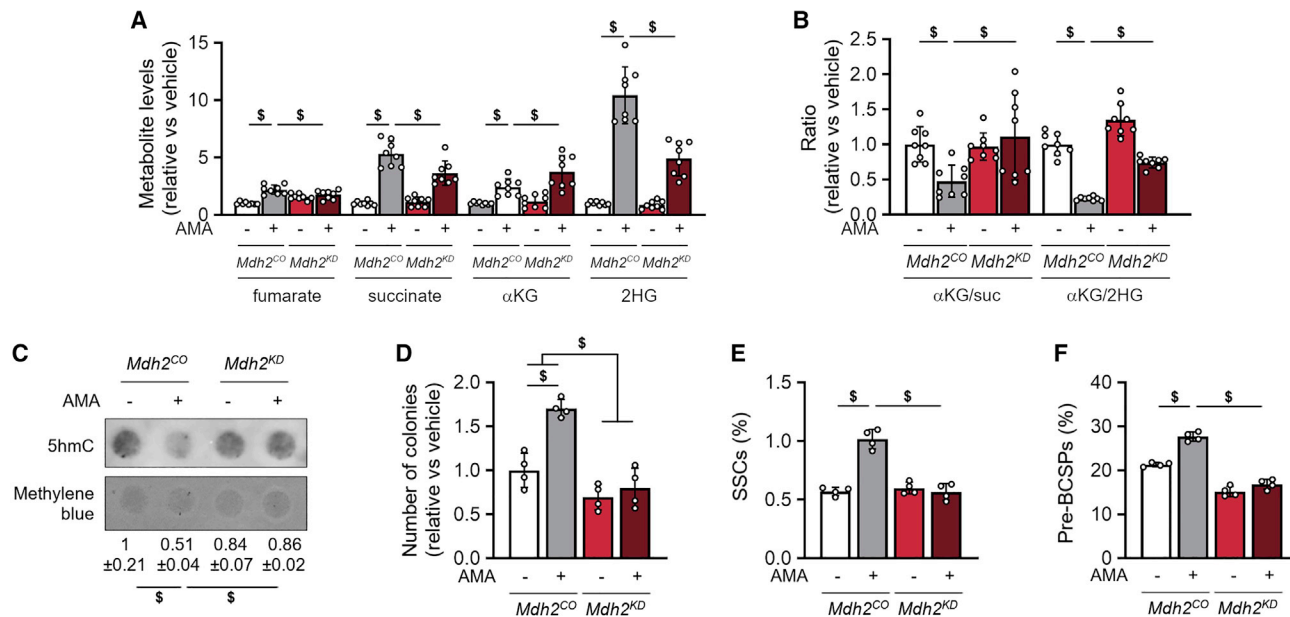 A
Metabolite levels
(relative vs vehicle)
15
10
5
0
$ $ $ $ $ $ $ $
AMA - + - + - + - + - + - + - + - +
Mdh2CO Mdh2KD Mdh2CO Mdh2KD Mdh2CO Mdh2KD Mdh2CO Mdh2KD
fumarate succinate αKG 2HG
B
Ratio
(relative vs vehicle)
2.5
2.0
1.5
1.0
0.5
0.0
$ $ $ $
AMA - + - + - + - +
Mdh2CO Mdh2KD Mdh2CO Mdh2KD
αKG/suc αKG/2HG
C
Mdh2CO Mdh2KD
AMA - + - +
5hmC
Methylene
blue
1 0.51 0.84 0.86
±0.21 ±0.04 ±0.07 ±0.02
$ $
D
Number of colonies
(relative vs vehicle)
2.0
1.5
1.0
0.5
0.0
$
$
AMA - + - +
Mdh2CO Mdh2KD
E
SSCs (%)
1.5
1.0
0.5
0.0
$ $
AMA - + - +
Mdh2CO Mdh2KD
F
Pre-BCSPs (%)
40
30
20
10
0
$ $
AMA - + - +
Mdh2CO Mdh2KD